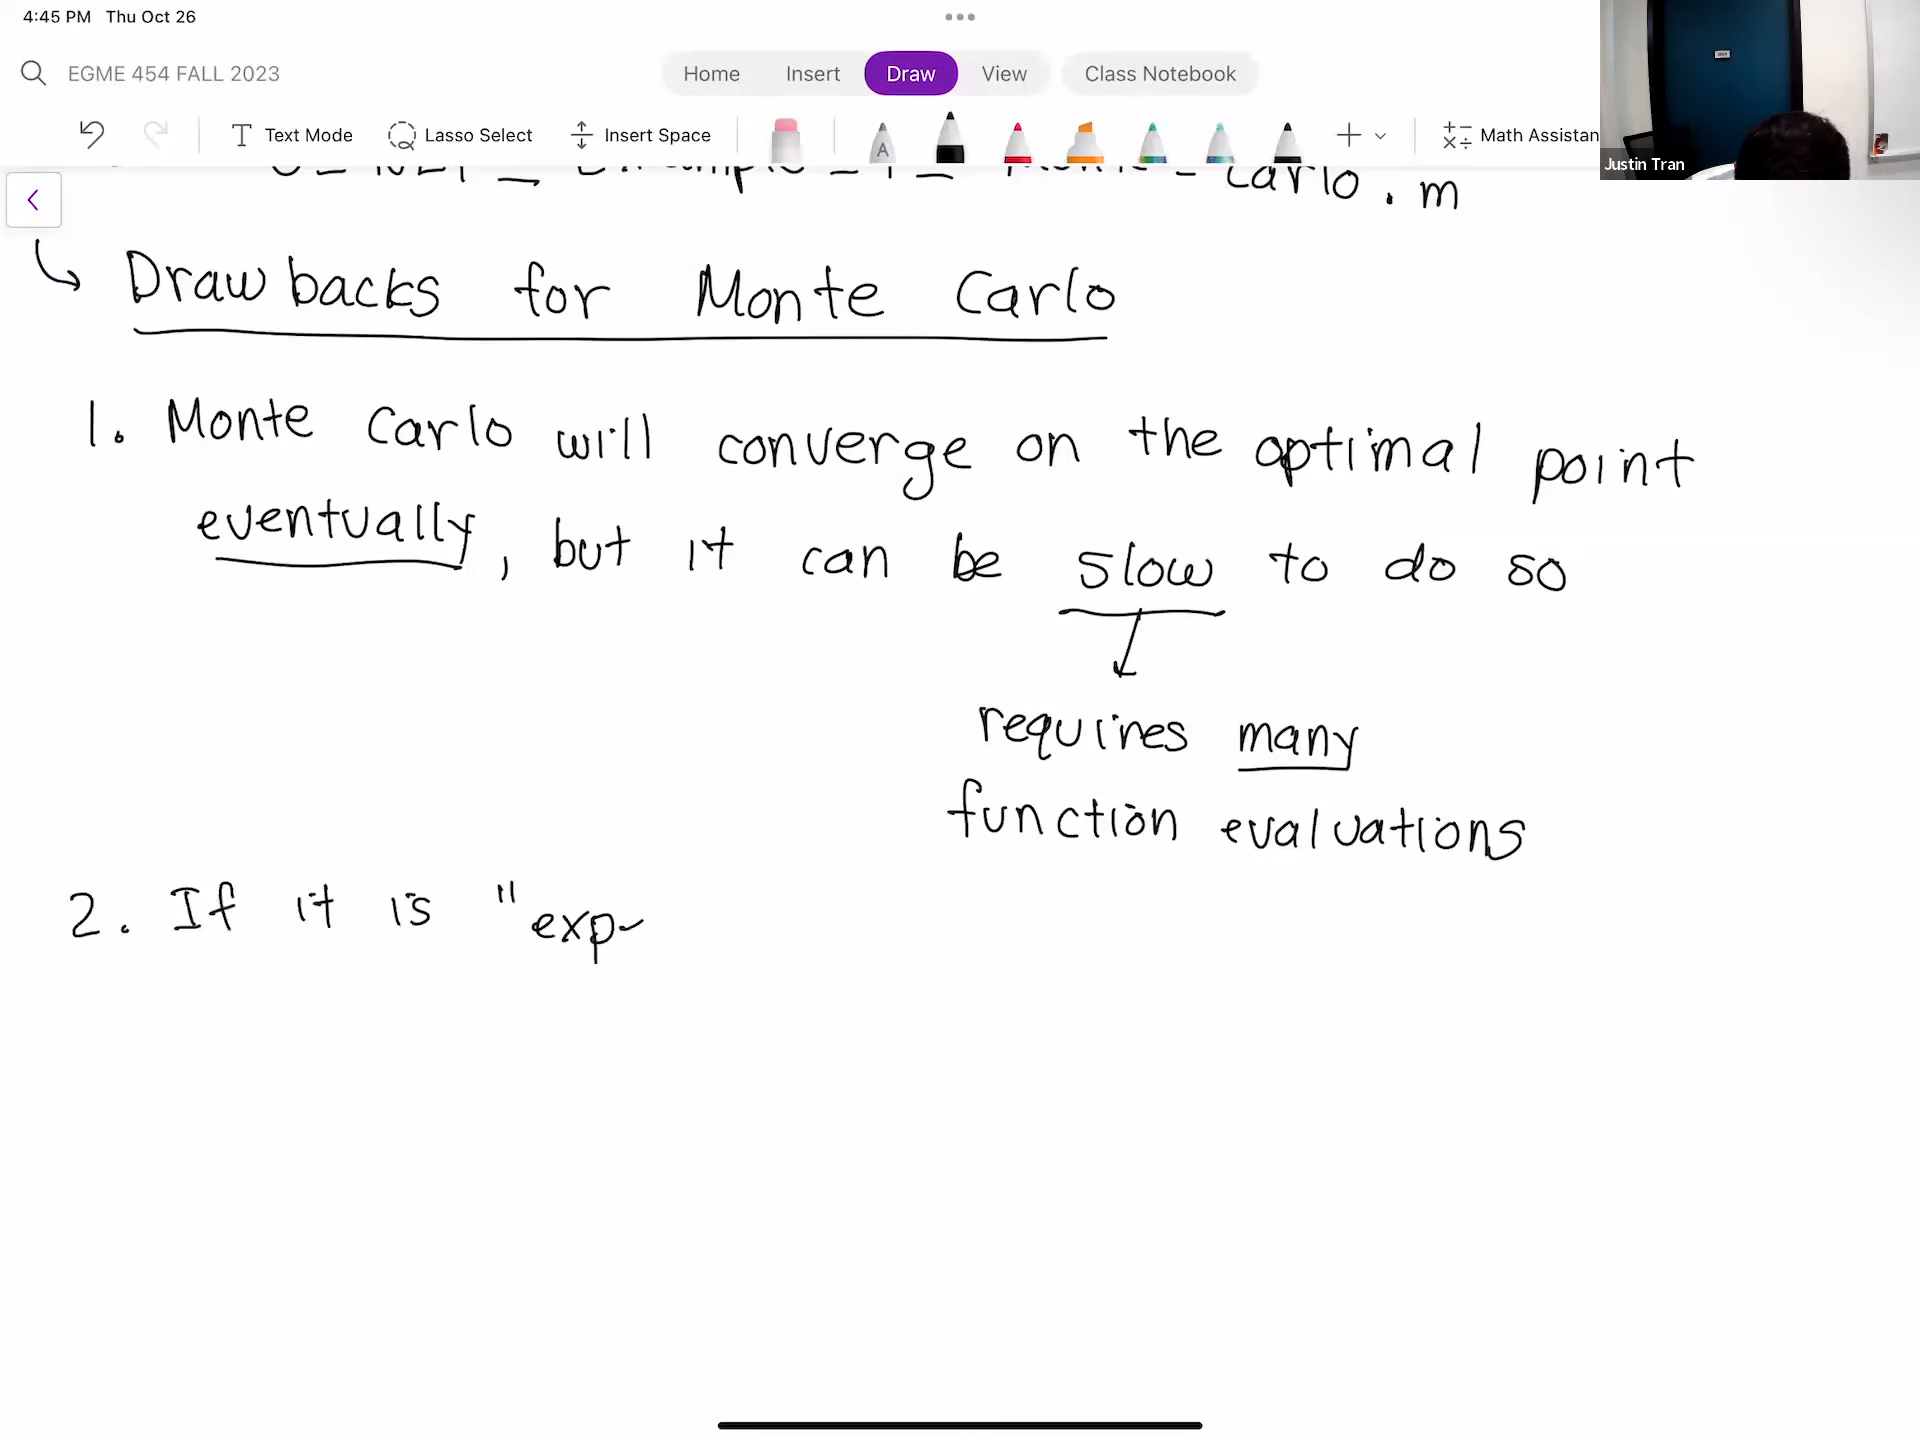 4:45 PM Thu Oct 26
EGME 454 FALL 2023
Home Insert Draw View Class Notebook
Text Mode Lasso Select Insert Space A Math Assistan
Justin Tran
Carlo.m
Drawbacks for Monte Carlo
1. Monte Carlo will converge on the optimal point
eventually, but it can be slow to do so
requires many
function evaluations
2. If it is "exp